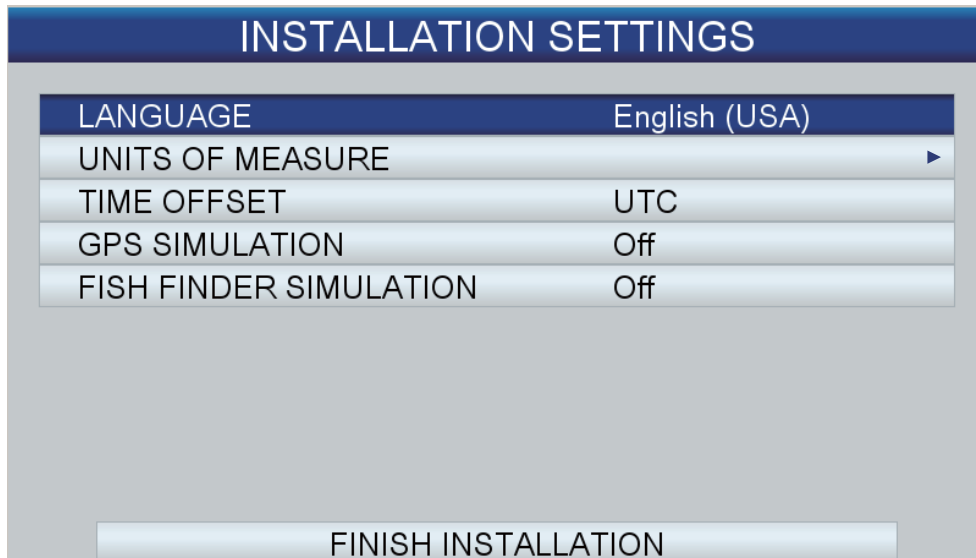 INSTALLATION SETTINGS
LANGUAGE English (USA)
UNITS OF MEASURE
TIME OFFSET UTC
GPS SIMULATION Off
FISH FINDER SIMULATION Off
FINISH INSTALLATION